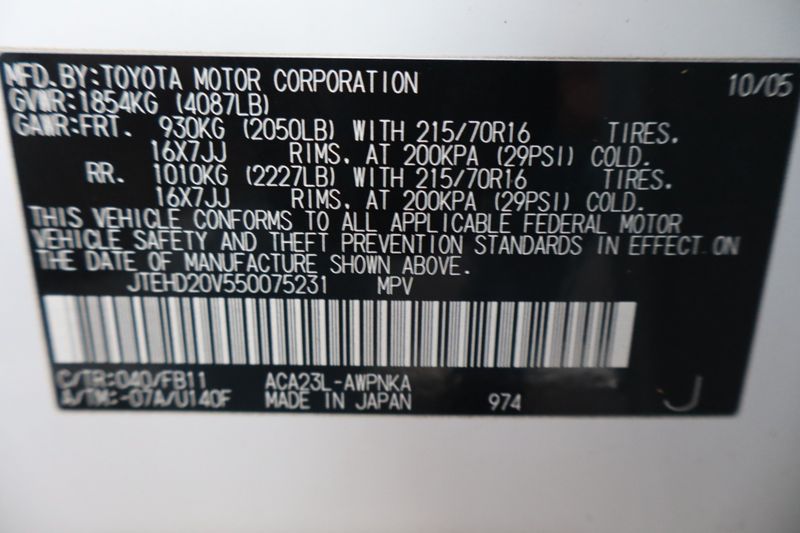 MFD.BY:TOYOTA MOTOR CORPORATION 10/05
GVWR:1854KG (4087LB)
GAWR:FRT. 930KG (2050LB) WITH 215/70R16 TIRES.
16X7JJ RIMS, AT 200KPA (29PSI) COLD.
RR. 1010KG (2227LB) WITH 215/70R16 TIRES.
16X7JJ RIMS, AT 200KPA (29PSI) COLD.
THIS VEHICLE CONFORMS TO ALL APPLICABLE FEDERAL MOTOR
VEHICLE SAFETY AND THEFT PREVENTION STANDARDS IN EFFECT ON
THE DATE OF MANUFACTURE SHOWN ABOVE.
JTEHD20V550075231 MPV
C/TR:040/FB11 ACA23L-AWPNKA
A/TM:-07A/U140F MADE IN JAPAN 974 J